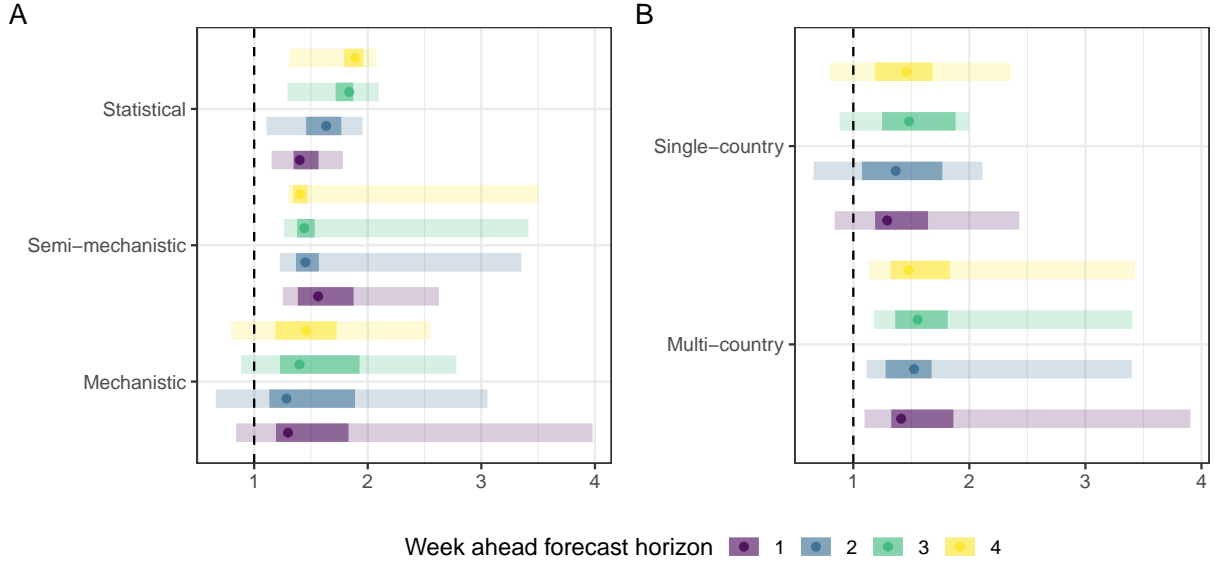 A
Statistical
Semi−mechanistic
Mechanistic
1 2 3 4
B
Single−country
Multi−country
1 2 3 4
Week ahead forecast horizon 1 2 3 4